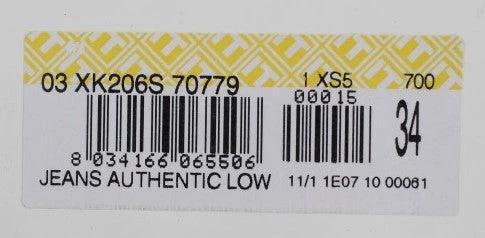 03 XK206S 70779 1 XS5 700
00015 34
8 034166 065506
JEANS AUTHENTIC LOW 11/1 1E07 10 00061